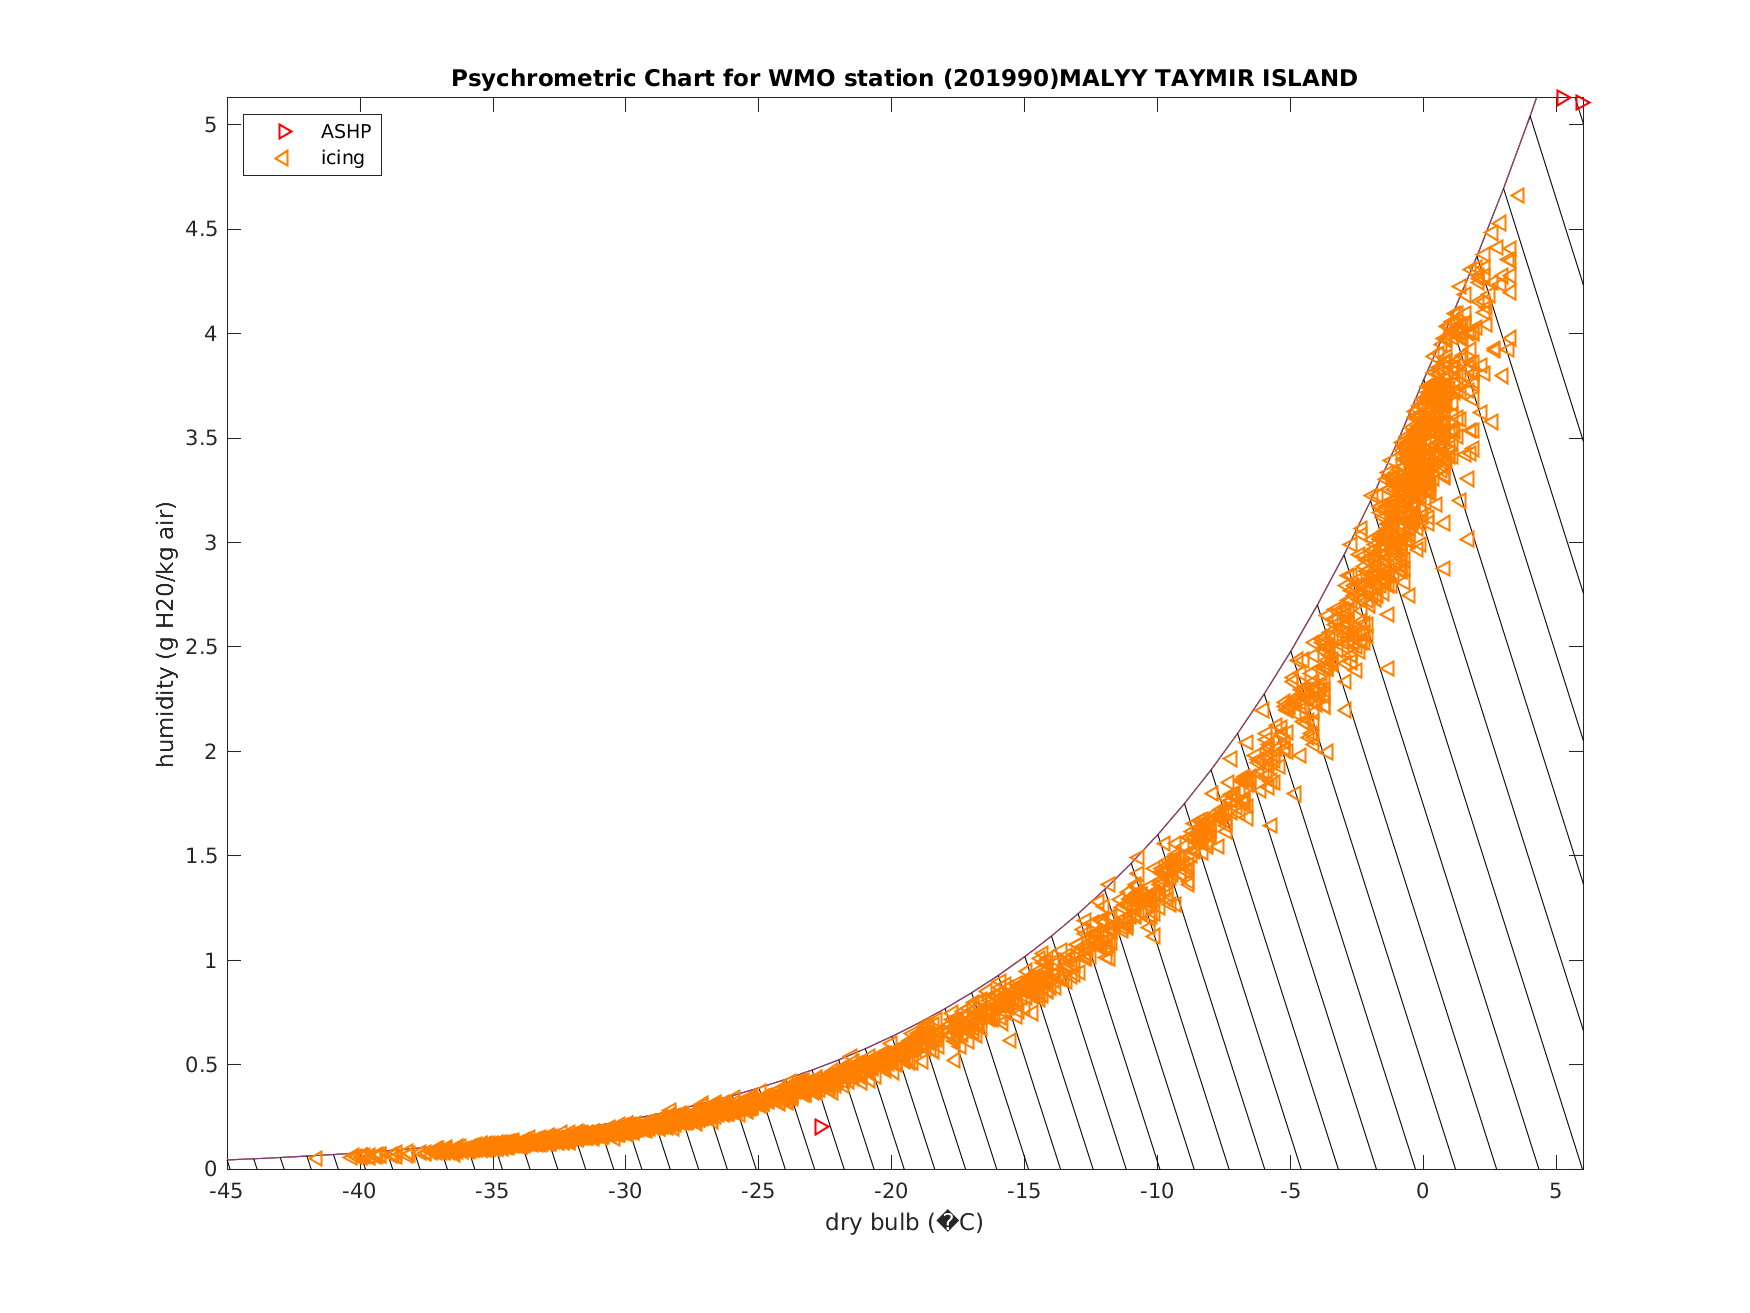 Psychrometric Chart for WMO station (201990)MALYY TAYMIR ISLAND
ASHP
icing
5
4.5
4
3.5
3
2.5
2
1.5
1
0.5
0
humidity (g H20/kg air)
-45 -40 -35 -30 -25 -20 -15 -10 -5 0 5
dry bulb (�C)